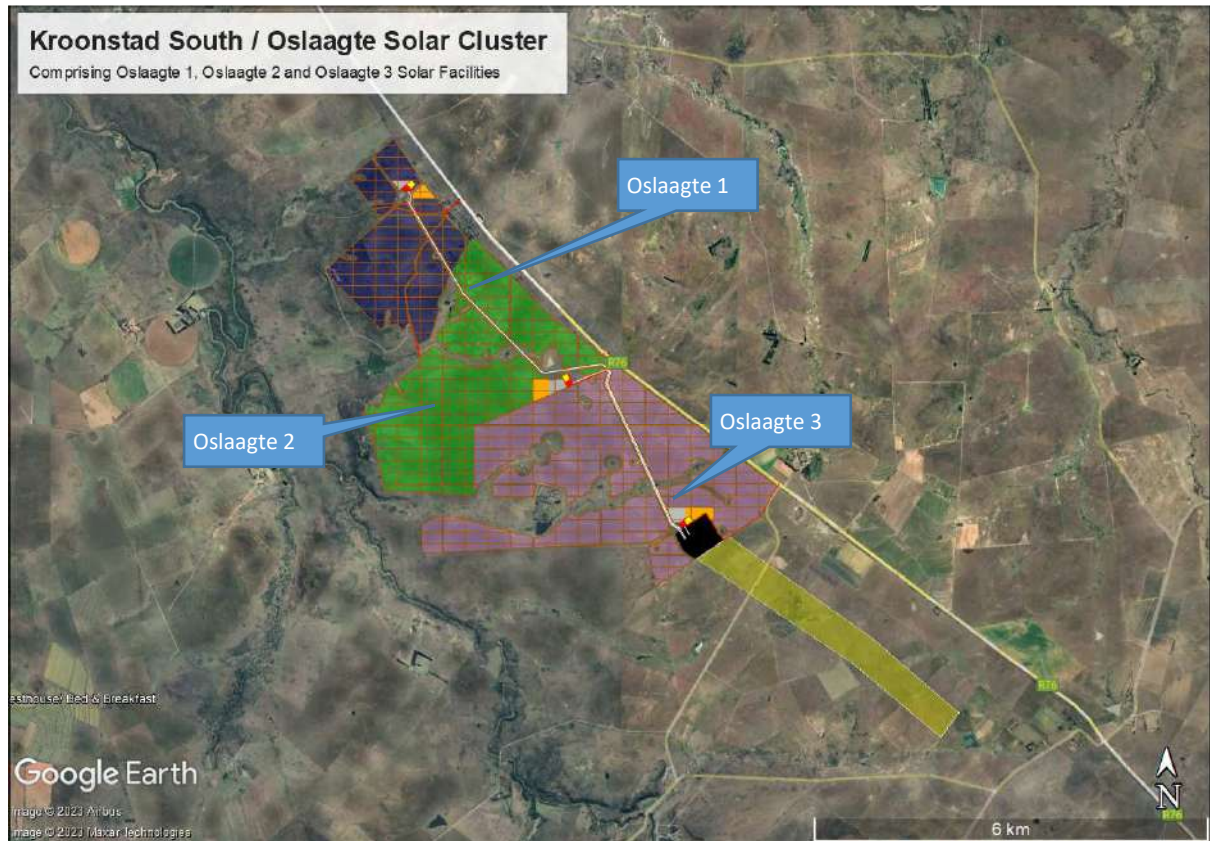 Kroonstad South / Oslaagte Solar Cluster
Comprising Oslaagte 1, Oslaagte 2 and Oslaagte 3 Solar Facilities
Oslaagte 1
R76
Oslaagte 3
Oslaagte 2
R76
esthouse/ Bed & Breakfast
Google Earth
N
Image © 2023 Airbus
Image © 2023 Maxar Technologies
R76
6 km